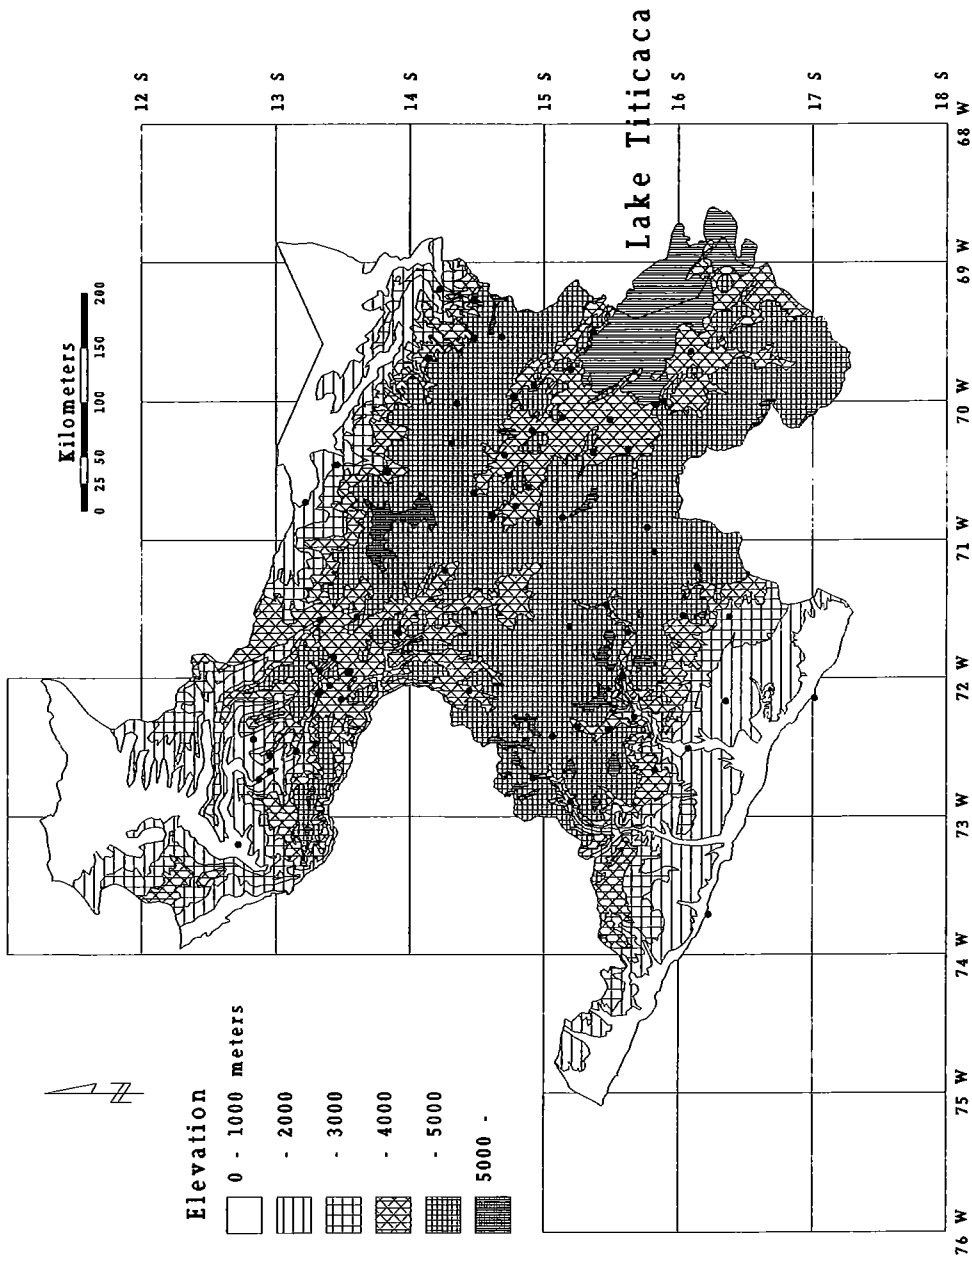 Kilometers
0 25 50 100 150 200
12 S
13 S
14 S
15 S
16 S
17 S
18 S
Lake Titicaca
N
Elevation
0 - 1000 meters
- 2000
- 3000
- 4000
- 5000
5000 -
76 W
75 W
74 W
73 W
72 W
71 W
70 W
69 W
68 W